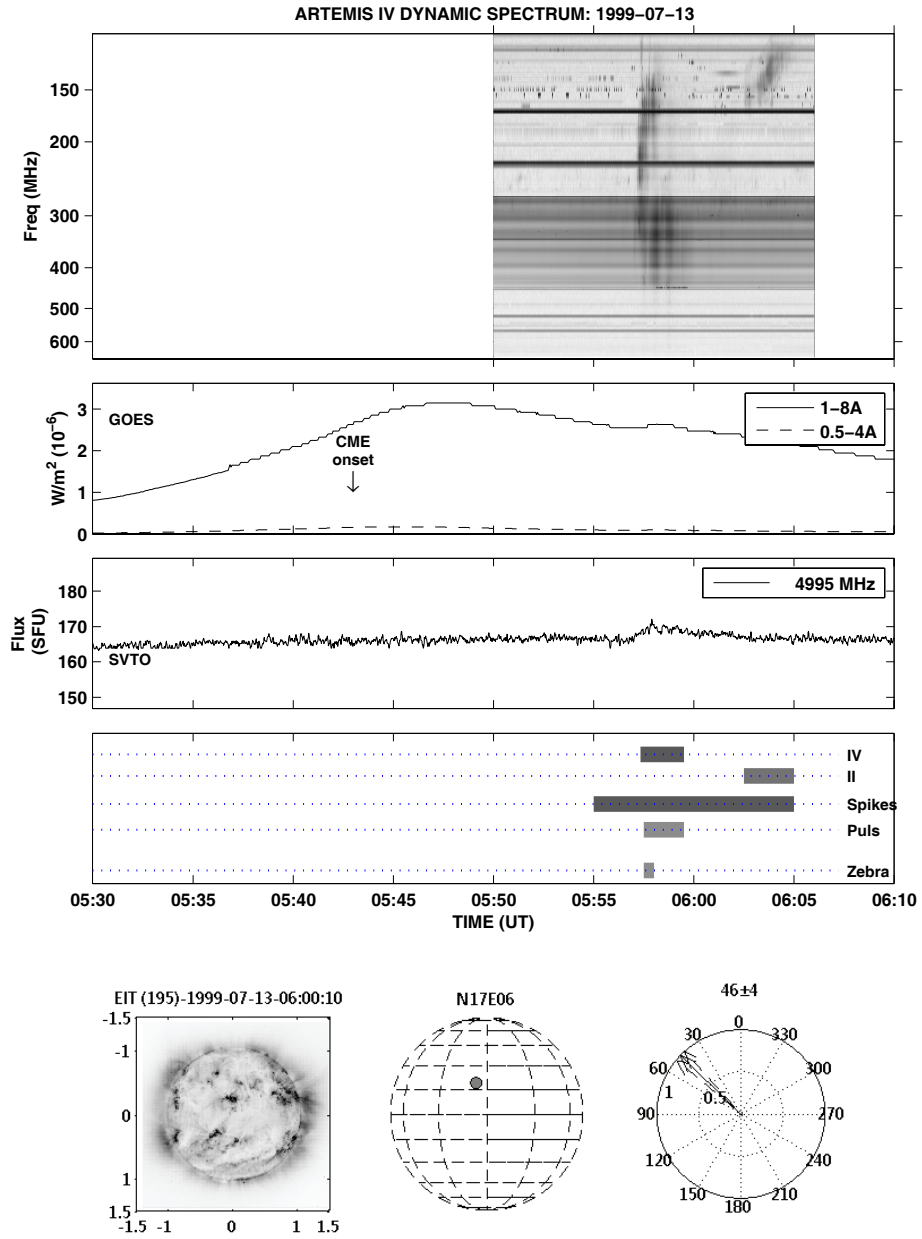 ARTEMIS IV DYNAMIC SPECTRUM: 1999−07−13
Freq (MHz)
150
200
300
400
500
600
W/m² (10⁻⁶)
3
2
1
0
GOES
CME
onset
1−8A
0.5−4A
Flux
(SFU)
180
170
160
150
SVTO
4995 MHz
IV
II
Spikes
Puls
Zebra
05:30 05:35 05:40 05:45 05:50 05:55 06:00 06:05 06:10
TIME (UT)
EIT (195)-1999-07-13-06:00:10
-1.5
-1
0
1
1.5
-1.5 -1 0 1 1.5
N17E06
46±4
0
30 330
60 300
1 0.5
90 270
120 240
150 210
180